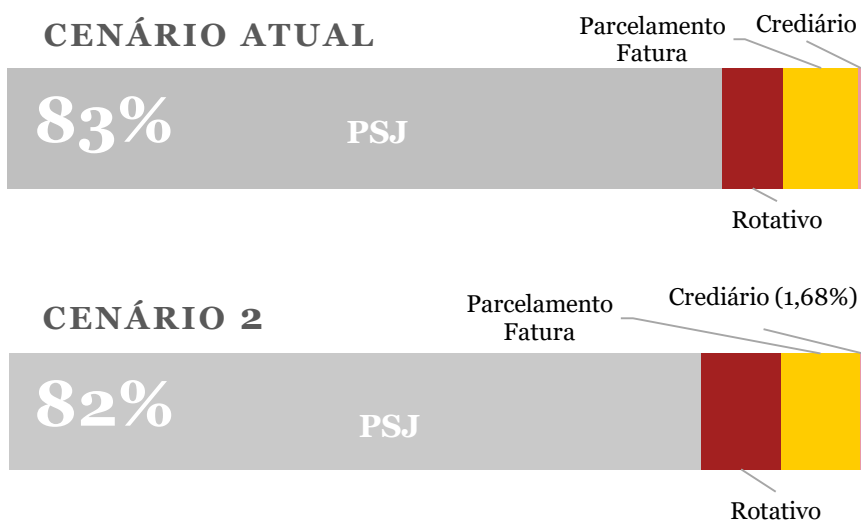 CENÁRIO ATUAL
Parcelamento
Fatura
Crediário
83%
PSJ
Rotativo
CENÁRIO 2
Parcelamento
Fatura
Crediário (1,68%)
82%
PSJ
Rotativo